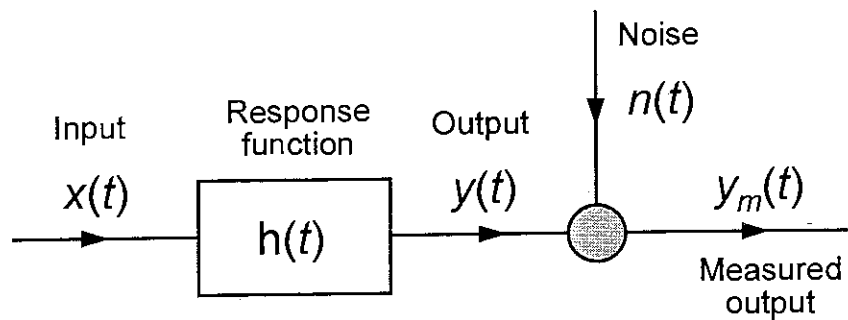 Noise
n(t)
Input
x(t)
Response
function
h(t)
Output
y(t)
y_m(t)
Measured
output